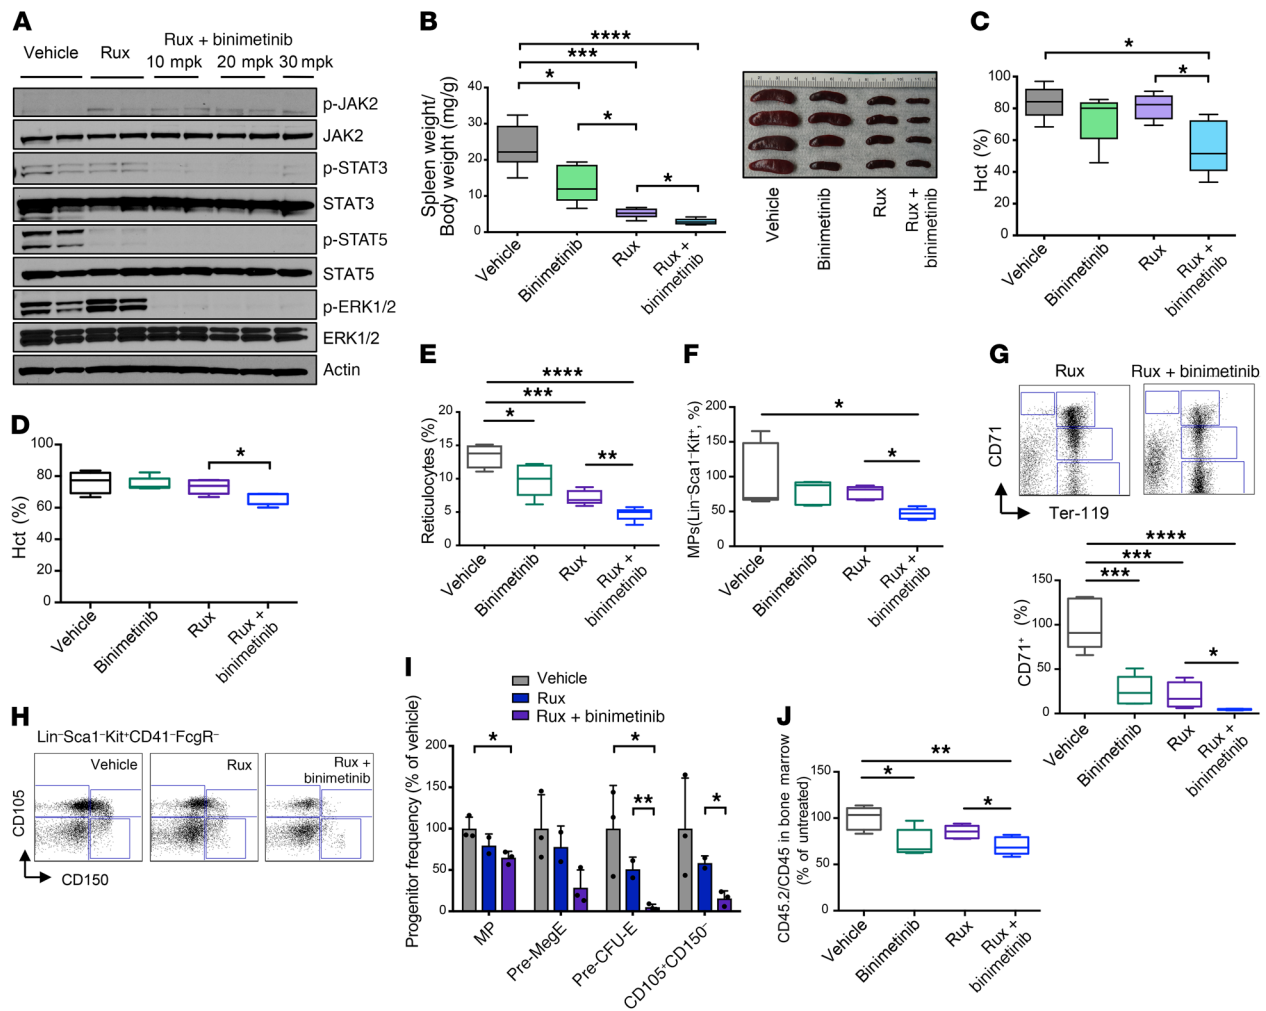 A
Vehicle
Rux
Rux + binimetinib
10 mpk
20 mpk
30 mpk
p-JAK2
JAK2
p-STAT3
STAT3
p-STAT5
STAT5
p-ERK1/2
ERK1/2
Actin
B
Spleen weight/
Body weight (mg/g)
40
30
20
10
0
****
***
*
*
*
Vehicle
Binimetinib
Rux
Rux +
binimetinib
Vehicle
Binimetinib
Rux
Rux +
binimetinib
C
Hct (%)
100
80
60
40
20
0
*
*
Vehicle
Binimetinib
Rux
Rux +
binimetinib
D
Hct (%)
100
80
60
40
20
0
*
Vehicle
Binimetinib
Rux
Rux +
binimetinib
E
Reticulocytes (%)
20
15
10
5
0
****
***
*
**
Vehicle
Binimetinib
Rux
Rux +
binimetinib
F
MPs(Lin⁻Sca1⁻Kit⁺, %)
200
150
100
50
0
*
*
Vehicle
Binimetinib
Rux
Rux +
binimetinib
G
Rux
Rux + binimetinib
CD71
Ter-119
****
***
***
*
CD71⁺ (%)
150
100
50
0
Vehicle
Binimetinib
Rux
Rux +
binimetinib
H
Lin⁻Sca1⁻Kit⁺CD41⁻FcgR⁻
Vehicle
Rux
Rux +
binimetinib
CD105
CD150
I
Vehicle
Rux
Rux + binimetinib
Progenitor frequency (% of vehicle)
200
150
100
50
0
*
*
**
*
MP
Pre-MegE
Pre-CFU-E
CD105⁺CD150⁻
J
CD45.2/CD45 in bone marrow
(% of untreated)
150
100
50
0
**
*
*
Vehicle
Binimetinib
Rux
Rux +
binimetinib